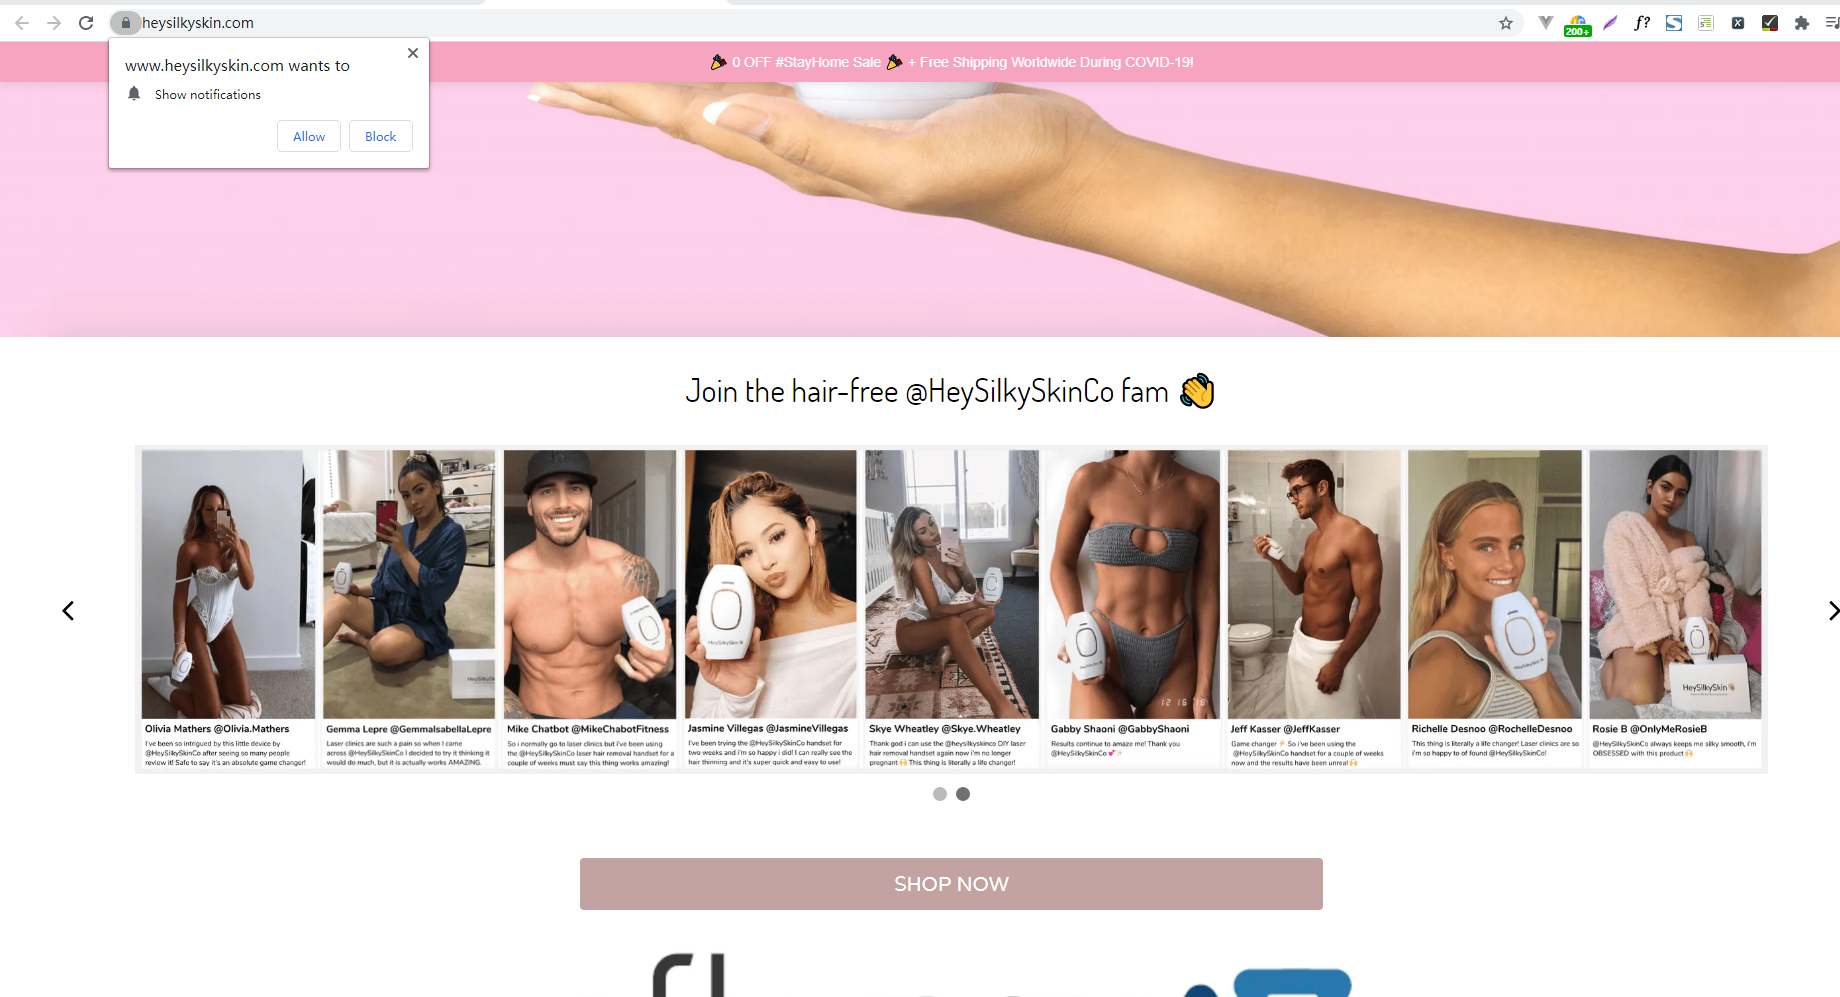 heysilkyskin.com
200+
f?
www.heysilkyskin.com wants to
Show notifications
Allow
Block
0 OFF #StayHome Sale 🎉 + Free Shipping Worldwide During COVID-19!
Join the hair-free @HeySilkySkinCo fam 👏
HeySilkySkin
HeySilkySkin
12 16
HeySilkySkin
HeySilkySkin
Olivia Mathers @Olivia.Mathers
I've been so intrigued by this little device by
@HeySilkySkinCo after seeing so many people
review it! Safe to say it's an absolute game changer!
Gemma Lepre @GemmaIsabellaLepre
Laser clinics are such a pain so when I came
across @HeySilkySkinCo I decided to try it thinking it
would do much, but it is actually works AMAZING.
Mike Chatbot @MikeChabotFitness
So i normally go to laser clinics but i've been using
the @HeySilkySkinCo laser hair removal handset for a
couple of weeks must say this thing works amazing!
Jasmine Villegas @JasmineVillegas
I've been trying the @HeySilkySkinCo handset for
two weeks and i'm so happy i did! I can really see the
hair thinning and it's super quick and easy to use!
Skye Wheatley @Skye.Wheatley
Thank god i can use the @heysilkyskinco DIY laser
hair removal handset again now i'm no longer
pregnant 🙌 This thing is literally a life changer!
Gabby Shaoni @GabbyShaoni
Results continue to amaze me! Thank you
@HeySilkySkinCo 💕✨
Jeff Kasser @JeffKasser
Game changer ⚡ So i've been using the
@HeySilkySkinCo handset for a couple of weeks
now and the results have been unreal 🙌
Richelle Desnoo @RochelleDesnoo
This thing is literally a life changer! Laser clinics are so
i'm so happy to of found @HeySilkySkinCo!
Rosie B @OnlyMeRosieB
@HeySilkySkinCo always keeps me silky smooth, i'm
OBSESSED with this product 🙌
SHOP NOW